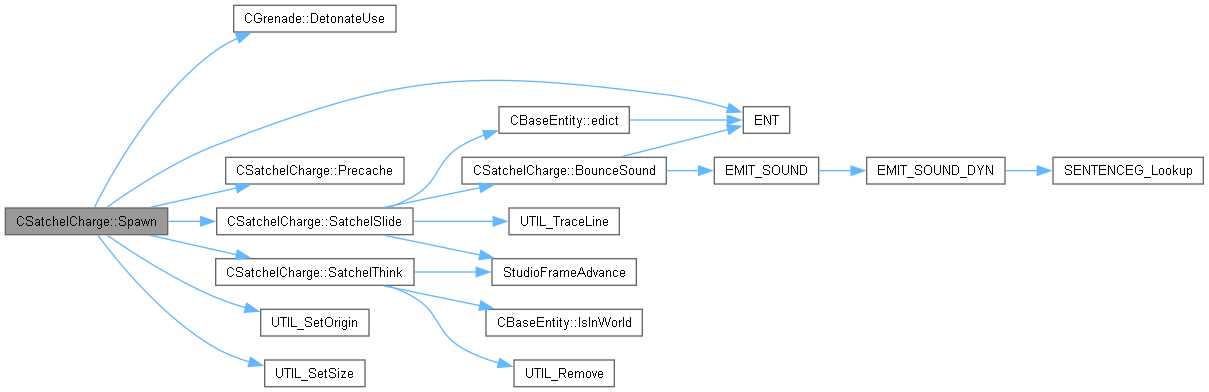 CGrenade::DetonateUse
CBaseEntity::edict
ENT
CSatchelCharge::Precache
CSatchelCharge::BounceSound
EMIT_SOUND
EMIT_SOUND_DYN
SENTENCEG_Lookup
CSatchelCharge::Spawn
CSatchelCharge::SatchelSlide
UTIL_TraceLine
CSatchelCharge::SatchelThink
StudioFrameAdvance
UTIL_SetOrigin
CBaseEntity::IsInWorld
UTIL_SetSize
UTIL_Remove